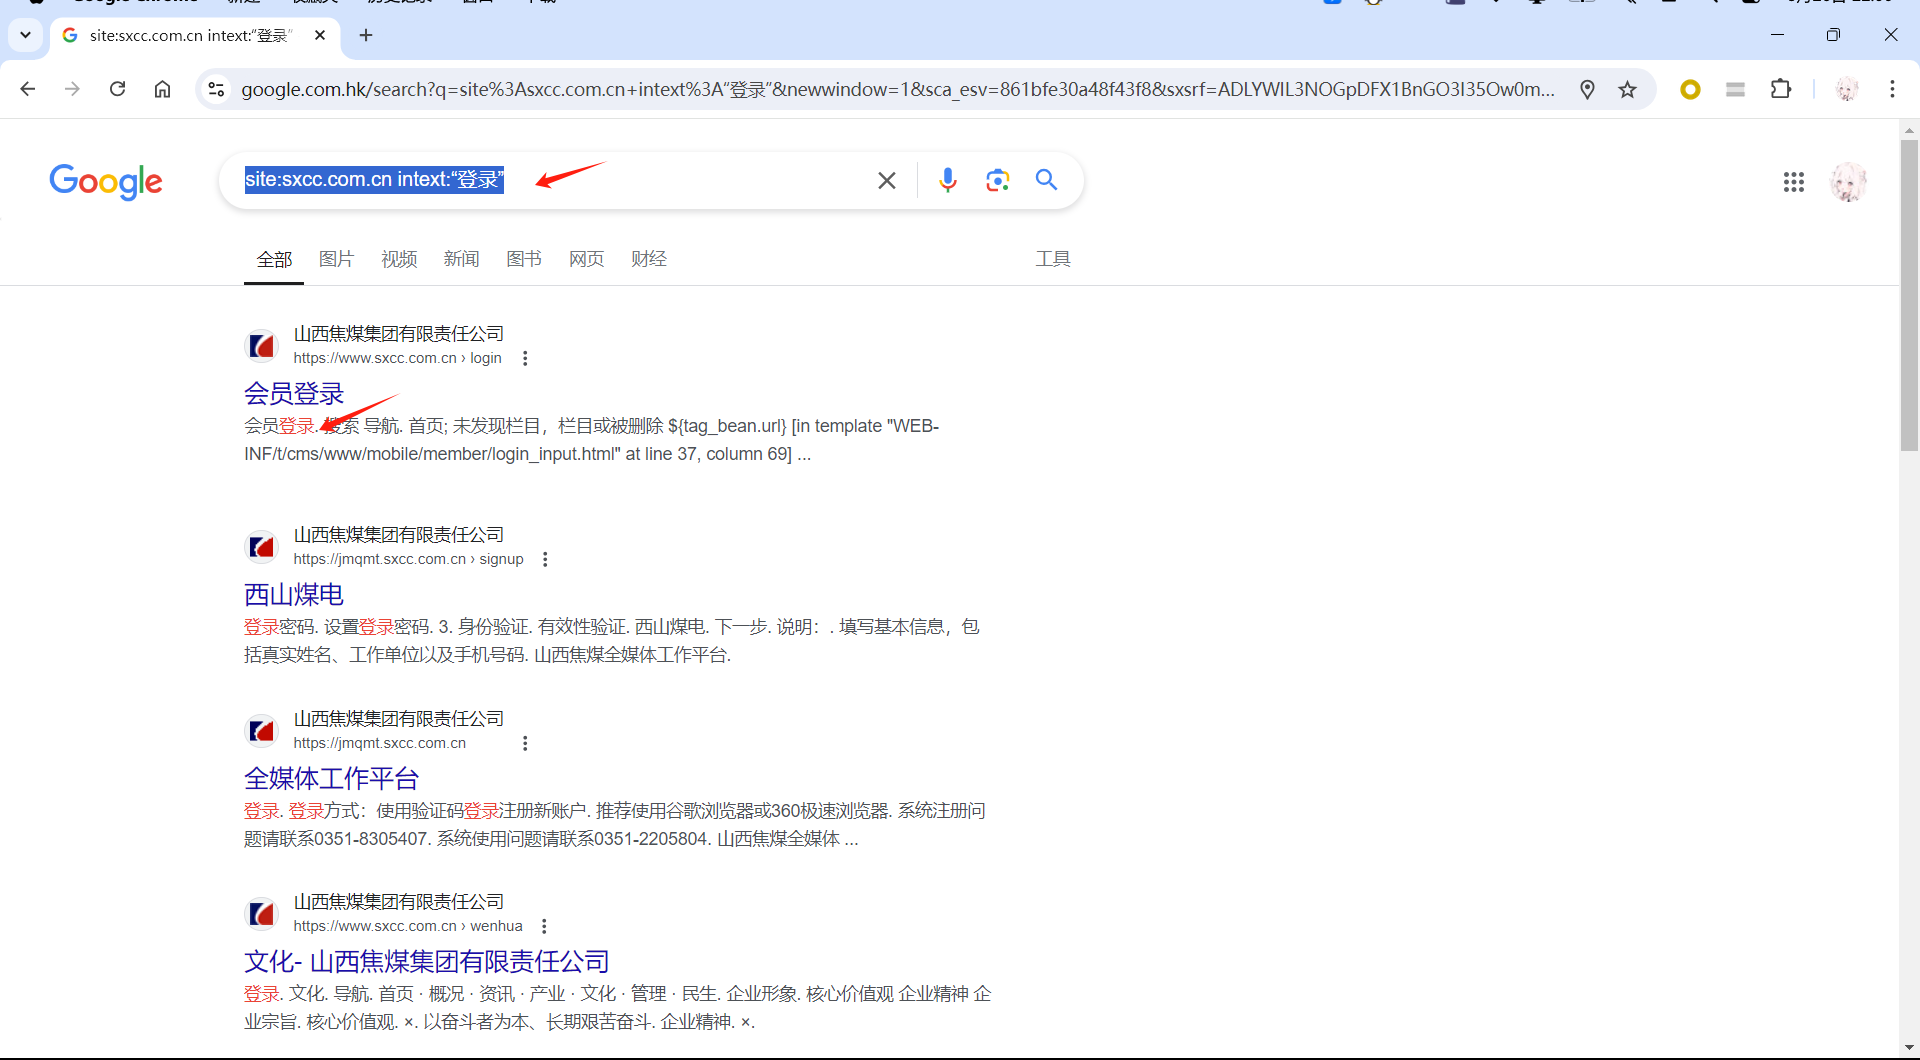 site:sxcc.com.cn intext:“登录”
google.com.hk/search?q=site%3Asxcc.com.cn+intext%3A“登录”&newwindow=1&sca_esv=861bfe30a48f43f8&sxsrf=ADLYWIL3NOGpDFX1BnGO3I35Ow0m...
Google
site:sxcc.com.cn intext:“登录”
全部 图片 视频 新闻 图书 网页 财经 工具
山西焦煤集团有限责任公司
https://www.sxcc.com.cn › login
会员登录
会员登录. 搜索 导航. 首页; 未发现栏目，栏目或被删除 ${tag_bean.url} [in template "WEB-
INF/t/cms/www/mobile/member/login_input.html" at line 37, column 69] ...
山西焦煤集团有限责任公司
https://jmqmt.sxcc.com.cn › signup
西山煤电
登录密码. 设置登录密码. 3. 身份验证. 有效性验证. 西山煤电. 下一步. 说明：. 填写基本信息，包
括真实姓名、工作单位以及手机号码. 山西焦煤全媒体工作平台.
山西焦煤集团有限责任公司
https://jmqmt.sxcc.com.cn
全媒体工作平台
登录. 登录方式：使用验证码登录注册新账户. 推荐使用谷歌浏览器或360极速浏览器. 系统注册问
题请联系0351-8305407. 系统使用问题请联系0351-2205804. 山西焦煤全媒体 ...
山西焦煤集团有限责任公司
https://www.sxcc.com.cn › wenhua
文化- 山西焦煤集团有限责任公司
登录. 文化. 导航. 首页 · 概况 · 资讯 · 产业 · 文化 · 管理 · 民生. 企业形象. 核心价值观 企业精神 企
业宗旨. 核心价值观. ×. 以奋斗者为本、长期艰苦奋斗. 企业精神. ×.